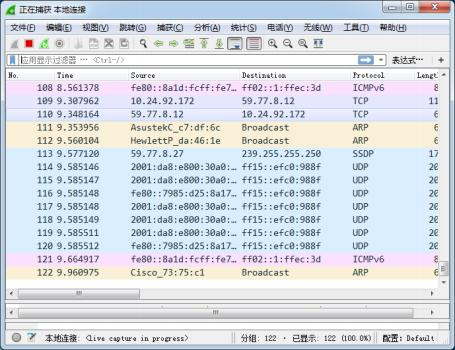 正在捕获 本地连接
文件(F) 编辑(E) 视图(V) 跳转(G) 捕获(C) 分析(A) 统计(S) 电话(Y) 无线(W) 工具(T) 帮助(H)
应用显示过滤器 … <Ctrl-/> 表达式… +
No. Time Source Destination Protocol Lengt
108 8.561378 fe80::8a1d:fcff:fe7… ff02::1:ffec:3d ICMPv6 8
109 9.307962 10.24.92.172 59.77.8.12 TCP 11
110 9.348164 59.77.8.12 10.24.92.172 TCP 6
111 9.353956 AsustekC_c7:df:6c Broadcast ARP 6
112 9.560104 HewlettP_da:46:1e Broadcast ARP 6
113 9.577120 59.77.8.27 239.255.255.250 SSDP 17
114 9.585146 2001:da8:e800:30a0:… ff15::efc0:988f UDP 20
115 9.585147 2001:da8:e800:30a0:… ff15::efc0:988f UDP 20
116 9.585148 fe80::7985:d25:8a17… ff15::efc0:988f UDP 20
117 9.585148 2001:da8:e800:30a0:… ff15::efc0:988f UDP 20
118 9.585149 2001:da8:e800:30a0:… ff15::efc0:988f UDP 20
119 9.585511 2001:da8:e800:30a0:… ff15::efc0:988f UDP 20
120 9.585512 fe80::7985:d25:8a17… ff15::efc0:988f UDP 20
121 9.664917 fe80::8a1d:fcff:fe7… ff02::1:ffec:3d ICMPv6 8
122 9.960975 Cisco_73:75:c1 Broadcast ARP 6
本地连接: <live capture in progress> 分组: 122 · 已显示: 122 (100.0%) 配置: Default